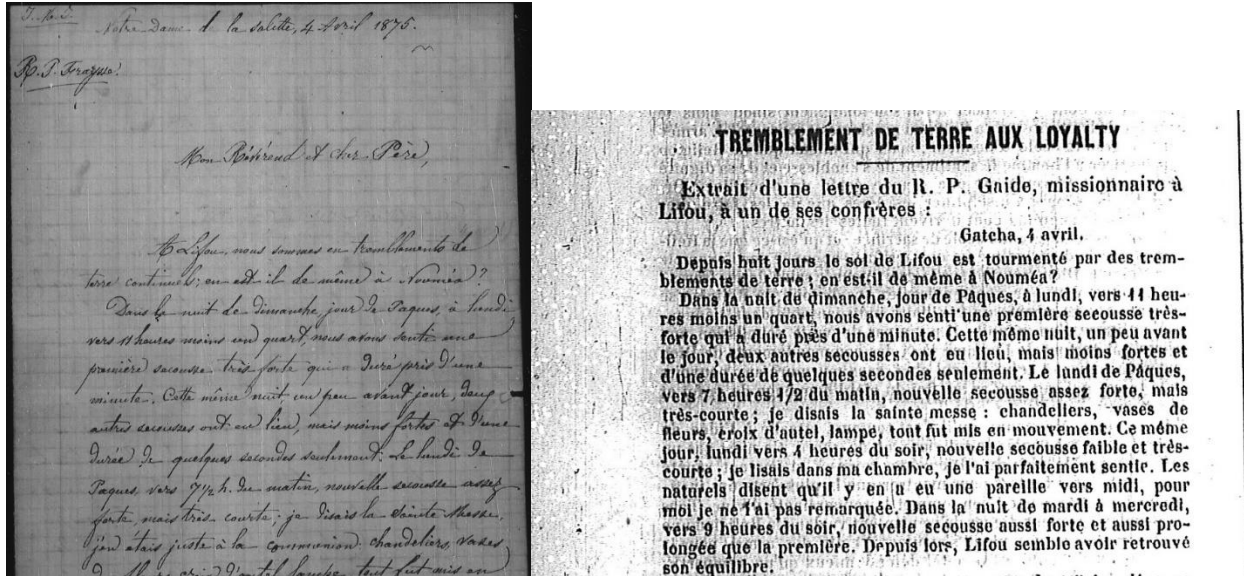 J. M. J.
Notre Dame de la Salette, 4 Avril 1875.
R. P. Fraysse.
Mon Révérend et cher Père,
A Lifou, nous sommes en tremblements de
terre continuels; en est-il de même à Nouméa?
Dans la nuit de dimanche, jour de Paques, à lundi
vers 11 heures moins un quart, nous avons senti une
première secousse très forte qui a duré près d'une
minute. Cette même nuit, un peu avant jour, deux
autres secousses ont eu lieu, mais moins fortes et d'une
durée de quelques secondes seulement. Le lundi de
Paques, vers 7 1/2 h. du matin, nouvelle secousse assez
forte, mais très courte; je disais la Sainte Messe,
j'en étais juste à la communion chandeliers, vases
d'autel, lampe, tout fut mis en
TREMBLEMENT DE TERRE AUX LOYALTY
Extrait d'une lettre du R. P. Gaide, missionnaire à
Lifou, à un de ses confrères :
Gatcha, 4 avril.
Depuis huit jours le sol de Lifou est tourmenté par des trem-
blements de terre ; en est-il de même à Nouméa?
Dans la nuit de dimanche, jour de Pâques, à lundi, vers 11 heu-
res moins un quart, nous avons senti une première secousse très-
forte qui a duré près d'une minute. Cette même nuit, un peu avant
le jour, deux autres secousses ont eu lieu, mais moins fortes et
d'une durée de quelques secondes seulement. Le lundi de Pâques,
vers 7 heures 1/2 du matin, nouvelle secousse assez forte, mais
très-courte ; je disais la sainte messe : chandeliers, vases de
fleurs, croix d'autel, lampe, tout fut mis en mouvement. Ce même
jour, lundi vers 4 heures du soir, nouvelle secousse faible et très-
courte ; je lisais dans ma chambre, je l'ai parfaitement sentie. Les
naturels disent qu'il y en a eu une pareille vers midi, pour
moi je ne l'ai pas remarquée. Dans la nuit de mardi à mercredi,
vers 9 heures du soir, nouvelle secousse aussi forte et aussi pro-
longée que la première. Depuis lors, Lifou semble avoir retrouvé
son équilibre.